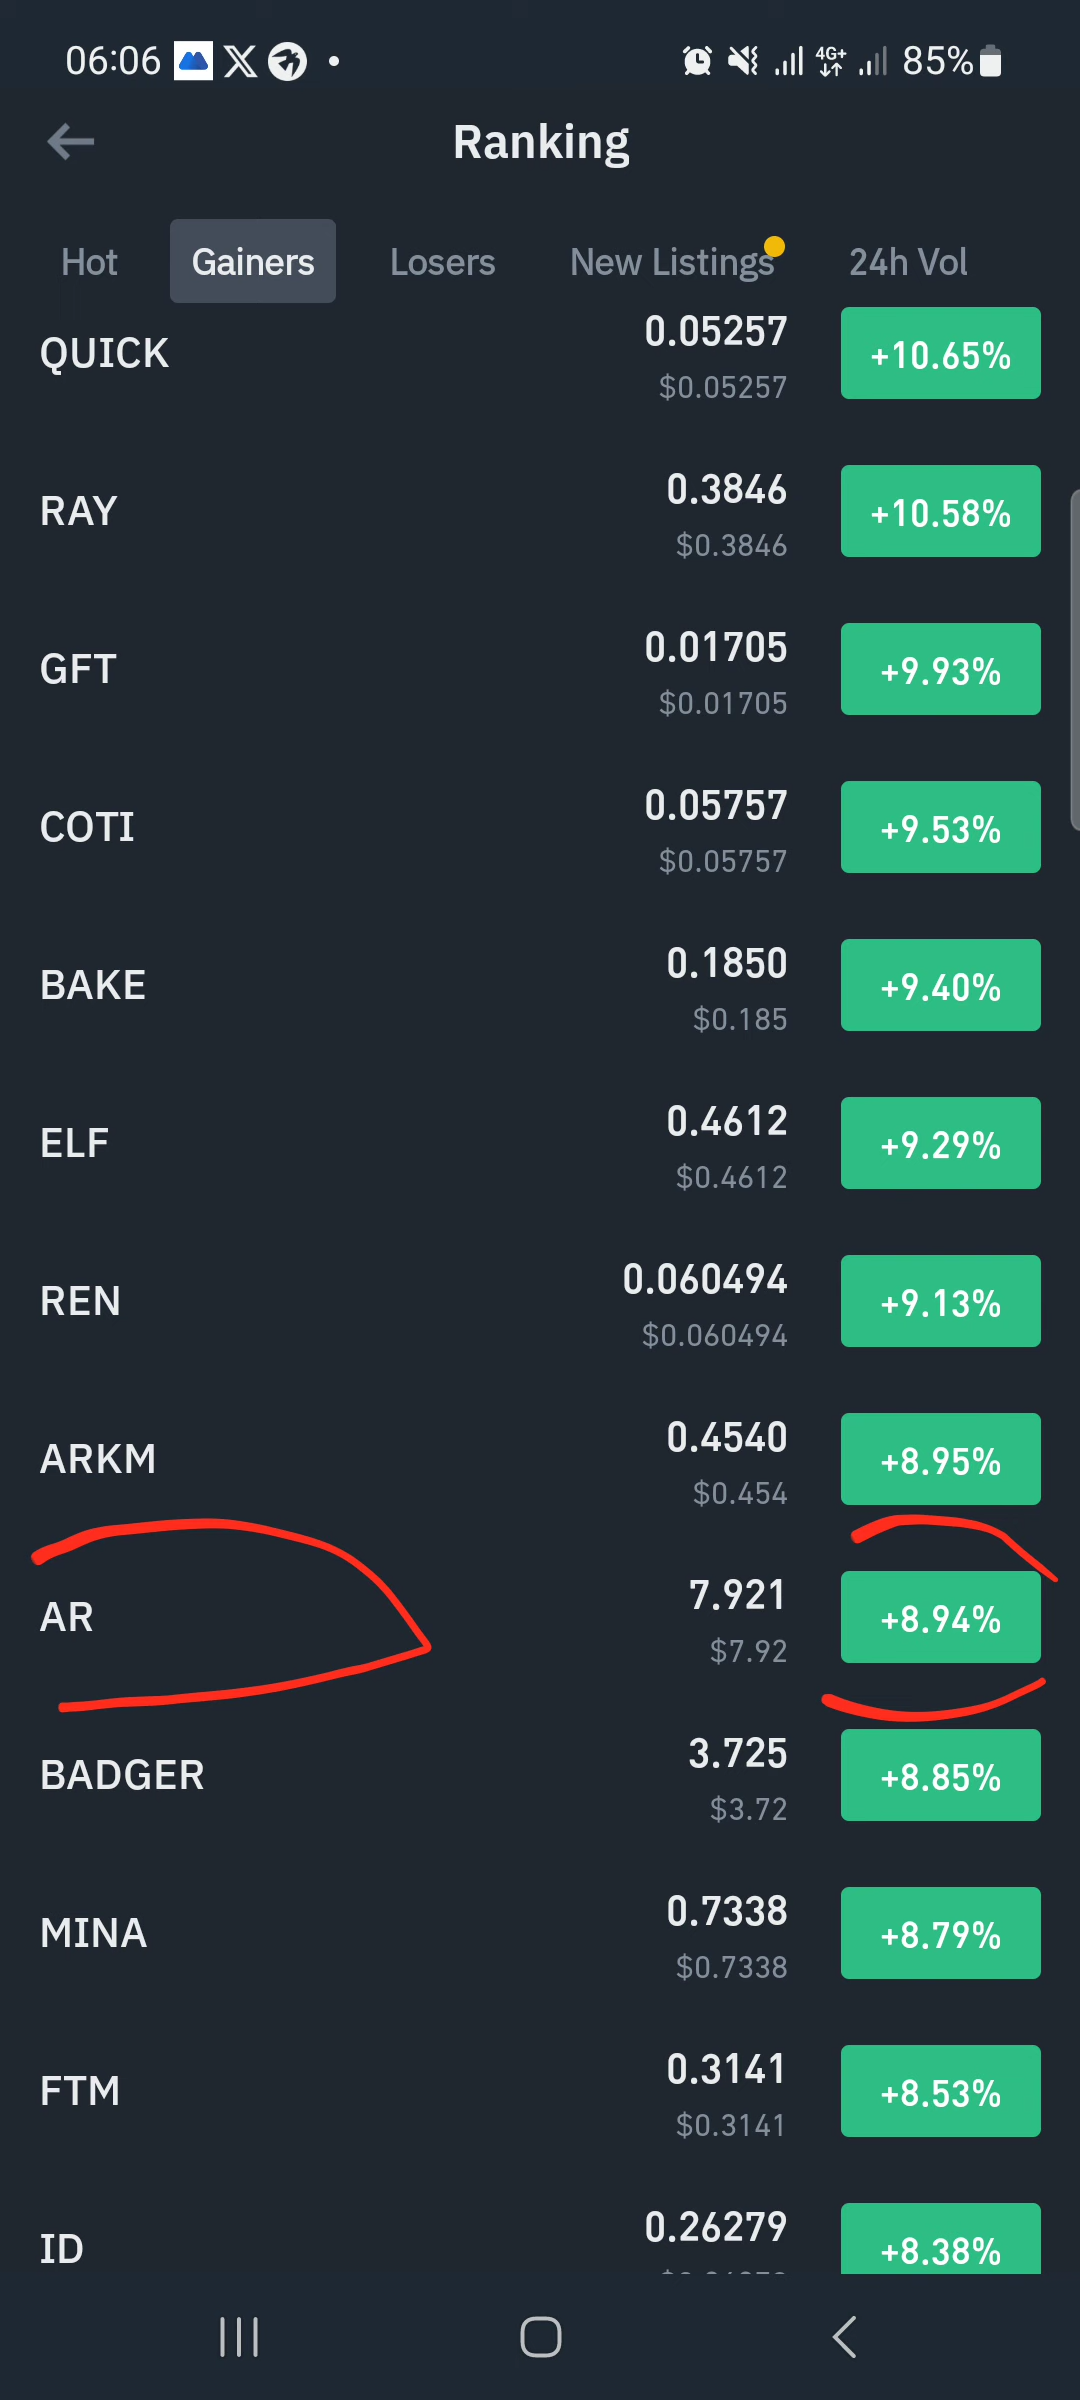 06:06 4G+ 85%
Ranking
Hot Gainers Losers New Listings 24h Vol
QUICK 0.05257 +10.65%
$0.05257
RAY 0.3846 +10.58%
$0.3846
GFT 0.01705 +9.93%
$0.01705
COTI 0.05757 +9.53%
$0.05757
BAKE 0.1850 +9.40%
$0.185
ELF 0.4612 +9.29%
$0.4612
REN 0.060494 +9.13%
$0.060494
ARKM 0.4540 +8.95%
$0.454
AR 7.921 +8.94%
$7.92
BADGER 3.725 +8.85%
$3.72
MINA 0.7338 +8.79%
$0.7338
FTM 0.3141 +8.53%
$0.3141
ID 0.26279 +8.38%